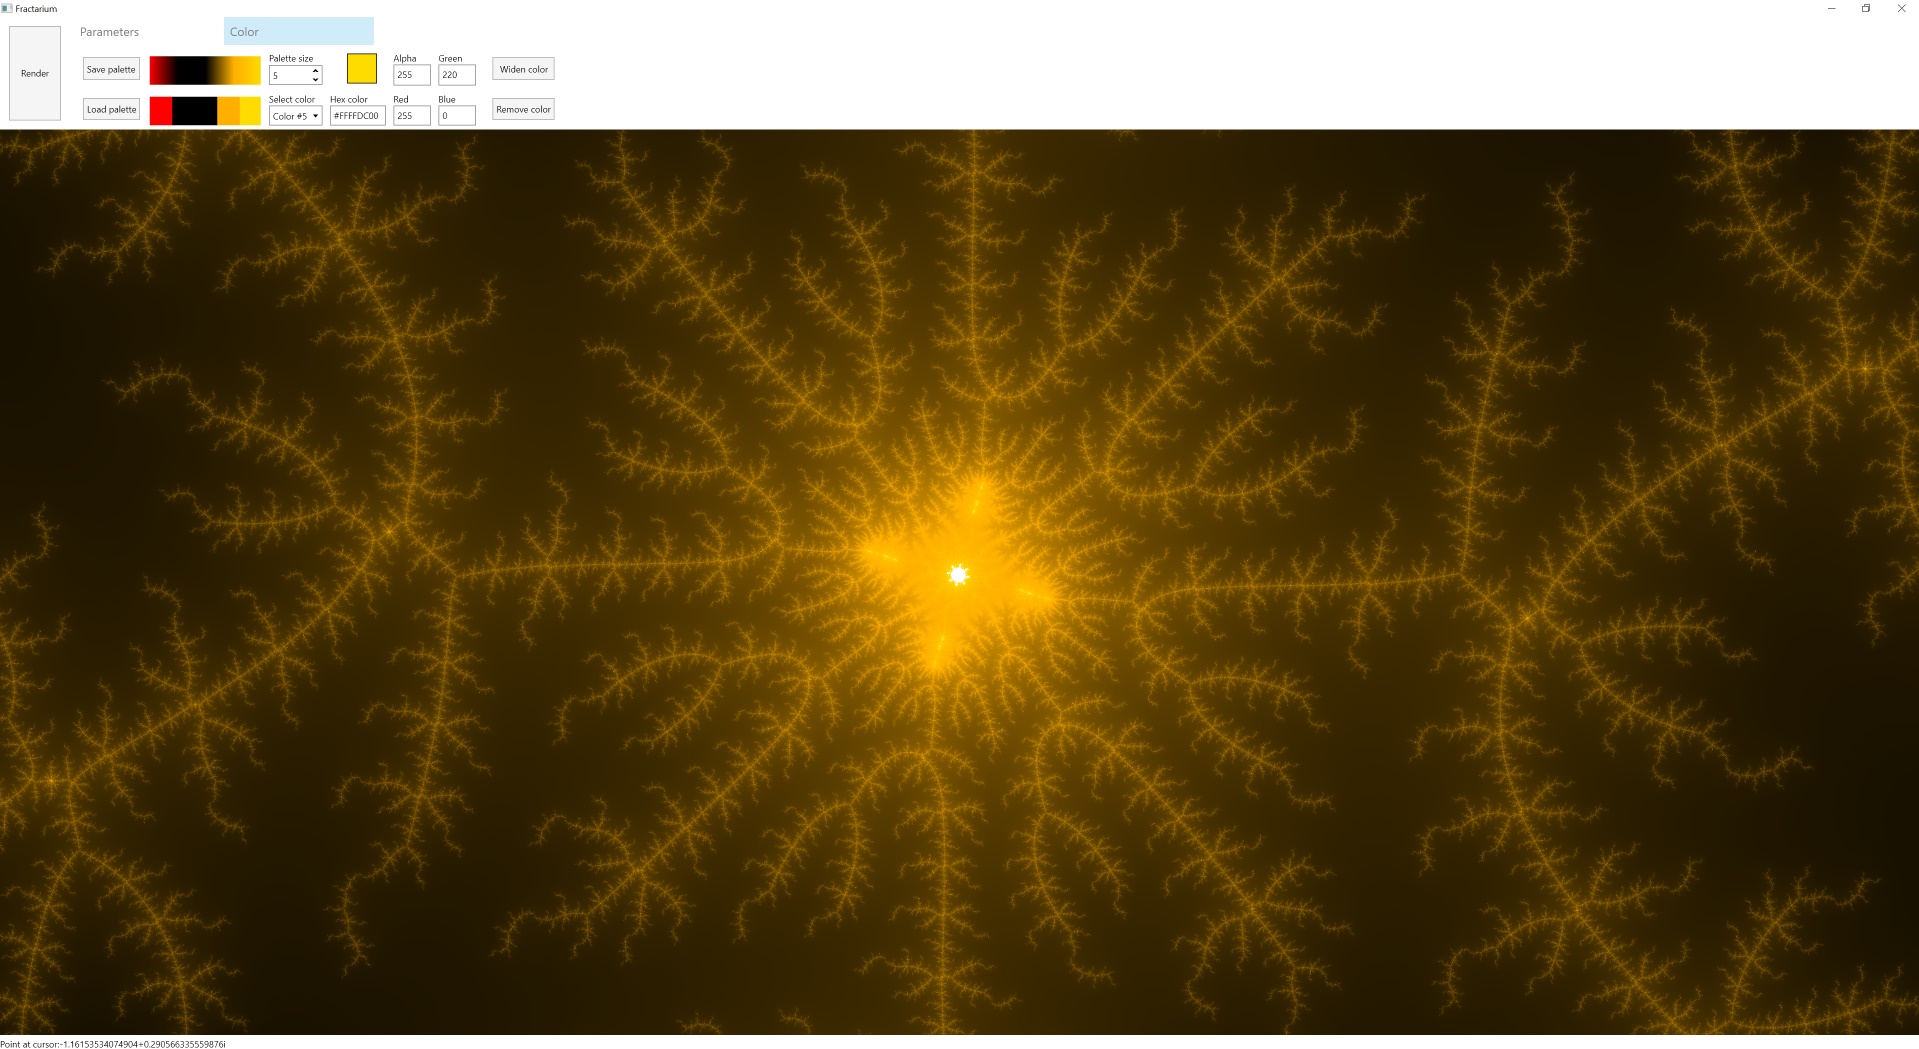 Fractarium
Render
Parameters
Color
Save palette
Palette size
5
Alpha
255
Green
220
Widen color
Load palette
Select color
Color #5
Hex color
#FFFFDC00
Red
255
Blue
0
Remove color
Point at cursor:-1.16153534074904+0.290566335559876i